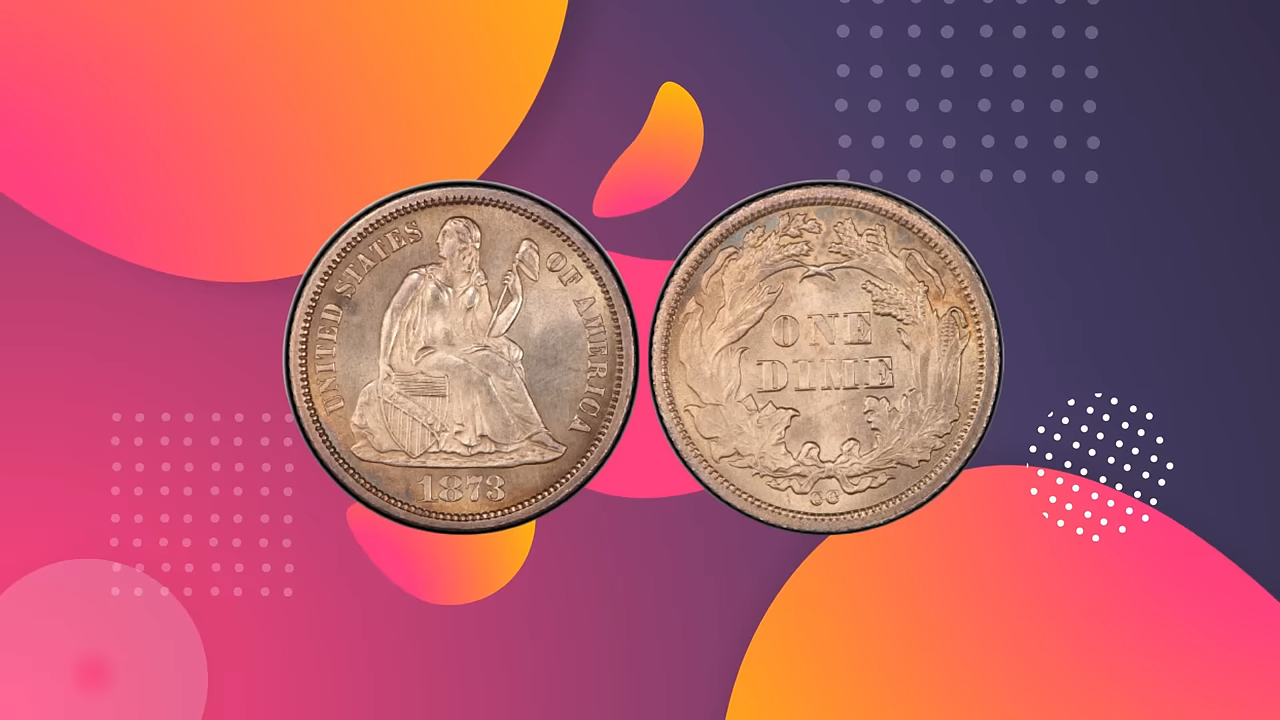 UNITED STATES OF AMERICA
1873
ONE
DIME
CC